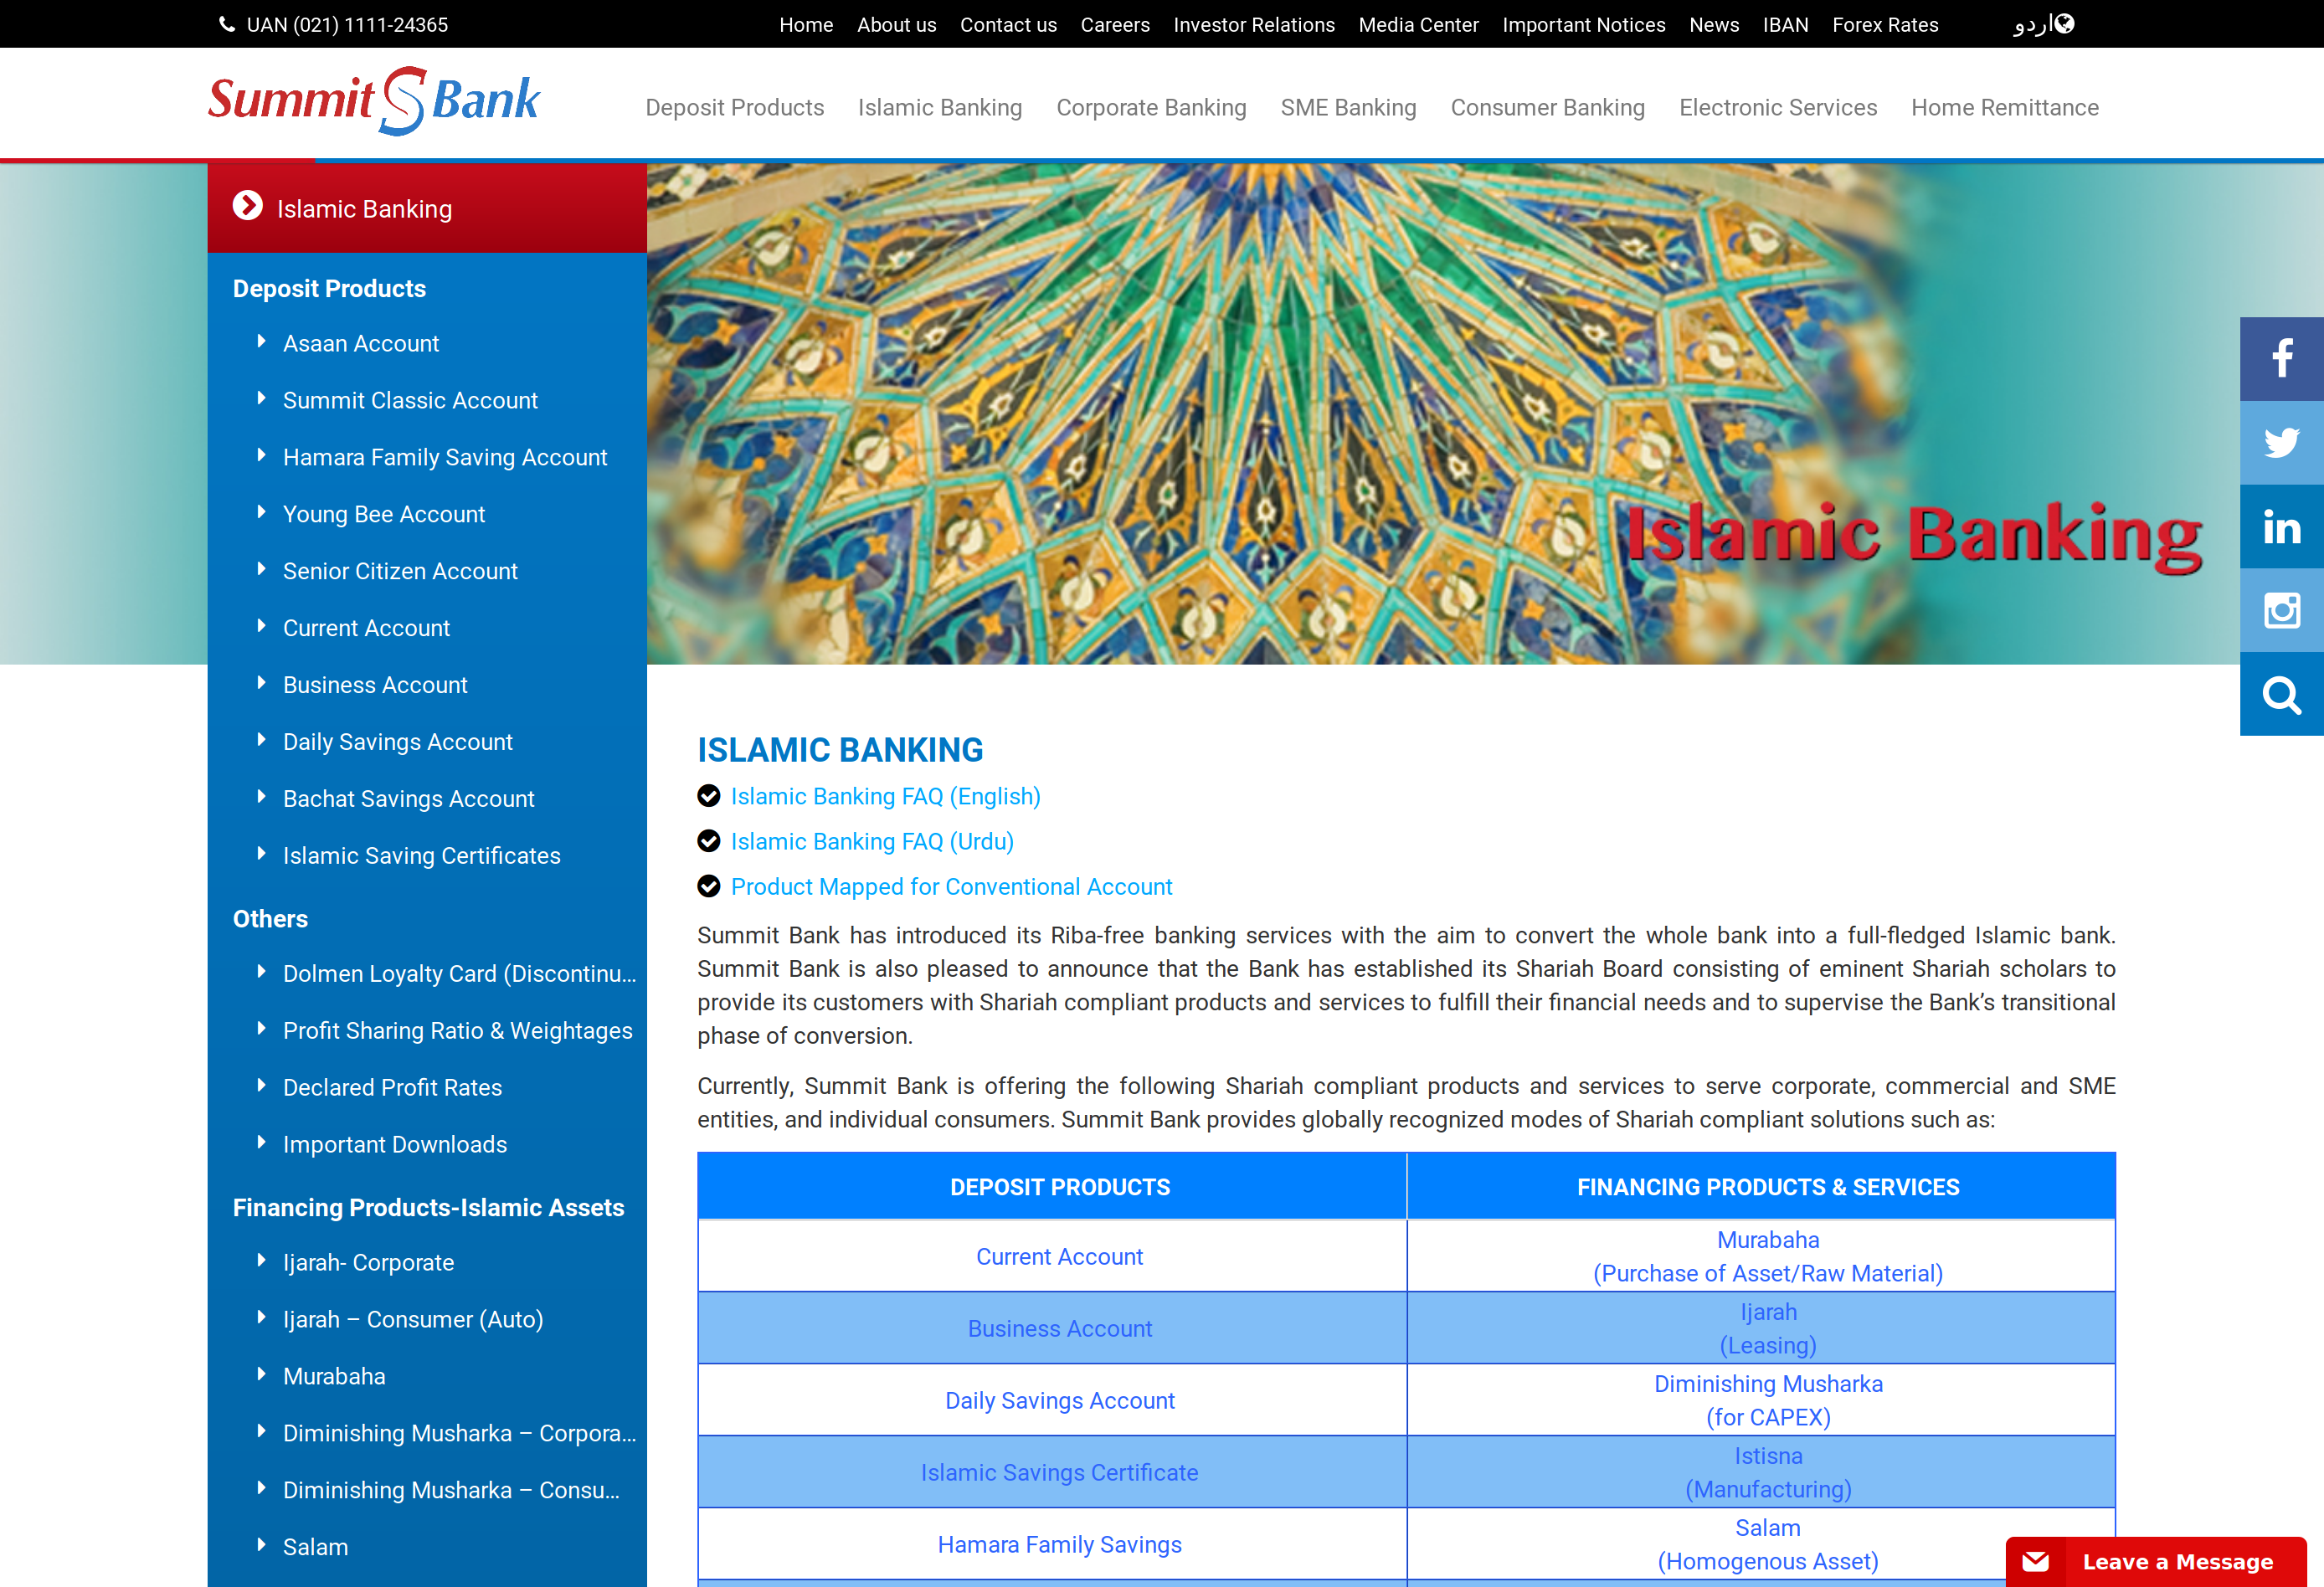 UAN (021) 1111-24365
Home About us Contact us Careers Investor Relations Media Center Important Notices News IBAN Forex Rates اردو
Summit S Bank
Deposit Products Islamic Banking Corporate Banking SME Banking Consumer Banking Electronic Services Home Remittance
Islamic Banking
Deposit Products
Asaan Account
Summit Classic Account
Hamara Family Saving Account
Young Bee Account
Senior Citizen Account
Current Account
Business Account
Daily Savings Account
Bachat Savings Account
Islamic Saving Certificates
Others
Dolmen Loyalty Card (Discontinu...
Profit Sharing Ratio & Weightages
Declared Profit Rates
Important Downloads
Financing Products-Islamic Assets
Ijarah- Corporate
Ijarah – Consumer (Auto)
Murabaha
Diminishing Musharka – Corpora...
Diminishing Musharka – Consu...
Salam
Islamic Banking
ISLAMIC BANKING
Islamic Banking FAQ (English)
Islamic Banking FAQ (Urdu)
Product Mapped for Conventional Account
Summit Bank has introduced its Riba-free banking services with the aim to convert the whole bank into a full-fledged Islamic bank.
Summit Bank is also pleased to announce that the Bank has established its Shariah Board consisting of eminent Shariah scholars to
provide its customers with Shariah compliant products and services to fulfill their financial needs and to supervise the Bank’s transitional
phase of conversion.
Currently, Summit Bank is offering the following Shariah compliant products and services to serve corporate, commercial and SME
entities, and individual consumers. Summit Bank provides globally recognized modes of Shariah compliant solutions such as:
DEPOSIT PRODUCTS FINANCING PRODUCTS & SERVICES
Current Account
Murabaha
(Purchase of Asset/Raw Material)
Business Account
Ijarah
(Leasing)
Daily Savings Account
Diminishing Musharka
(for CAPEX)
Islamic Savings Certificate
Istisna
(Manufacturing)
Hamara Family Savings
Salam
(Homogenous Asset)
Leave a Message